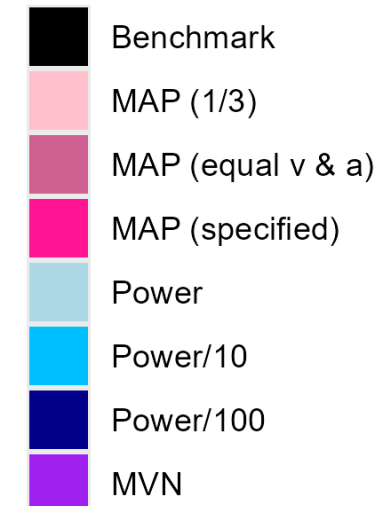 Benchmark
MAP (1/3)
MAP (equal v & a)
MAP (specified)
Power
Power/10
Power/100
MVN